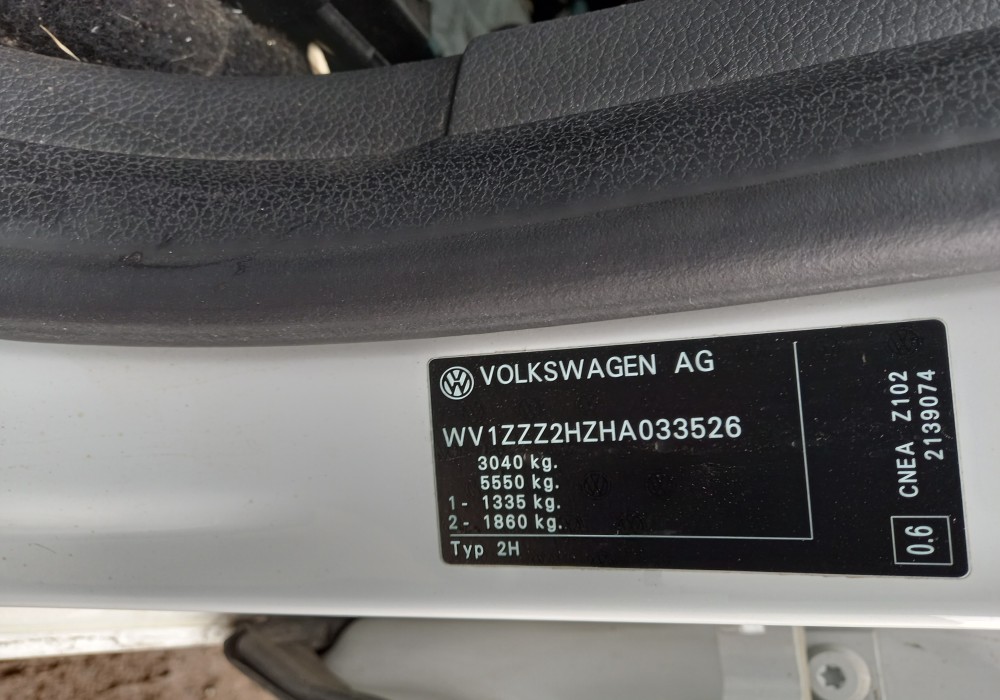 VOLKSWAGEN AG
WV1ZZZ2HZHA033526
3040 kg.
5550 kg.
1- 1335 kg.
2- 1860 kg.
Typ 2H
CNEA Z102
2139074
0.6